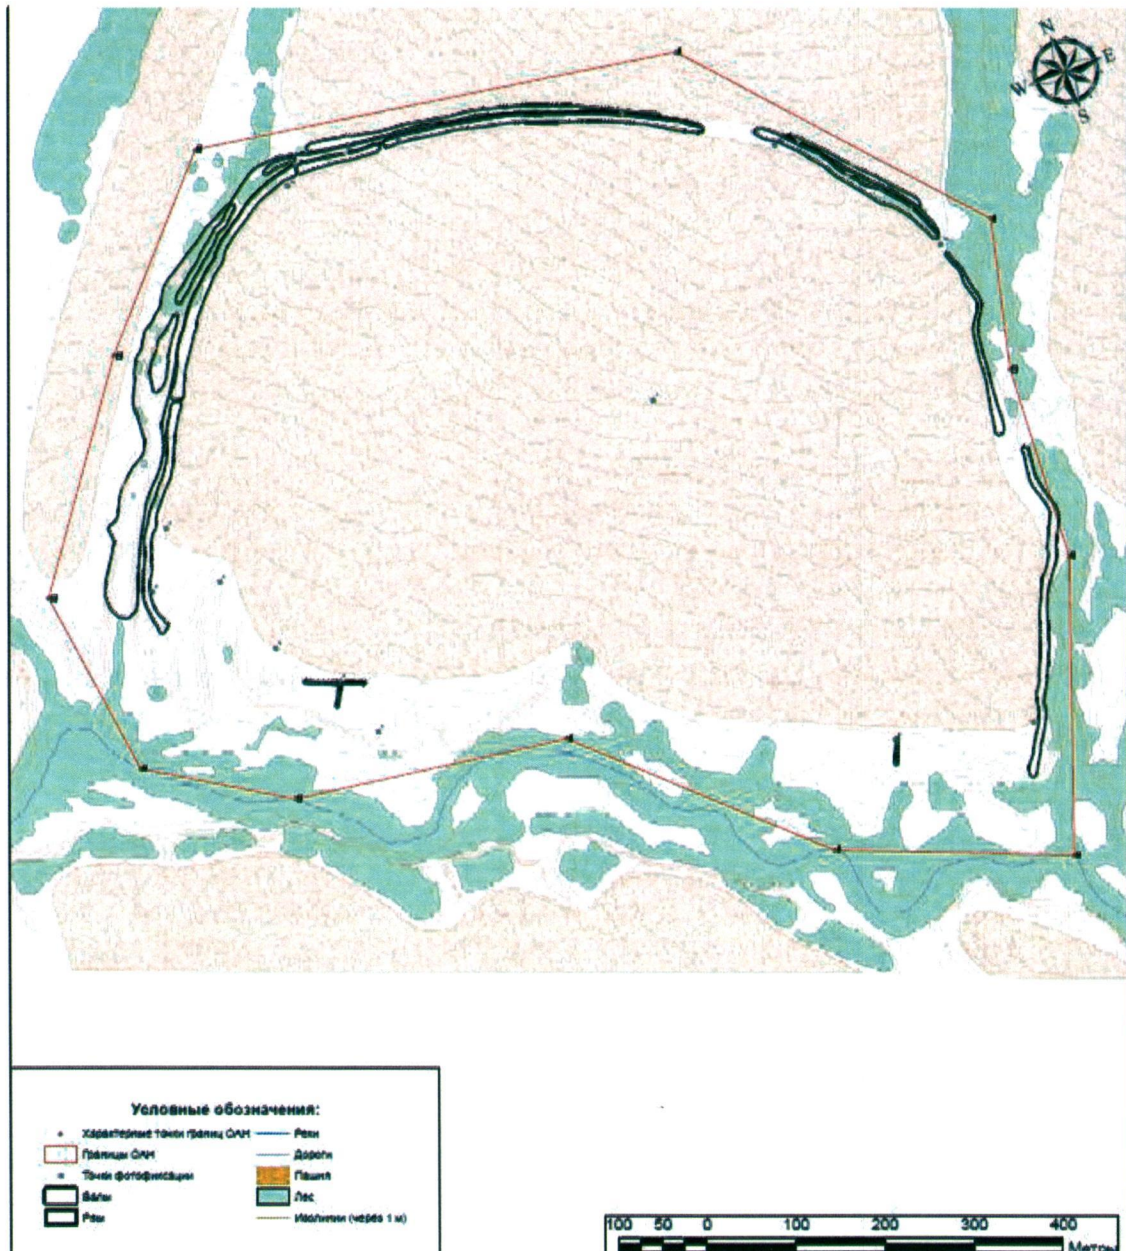 N
E
W
S
Условные обозначения:
Характерные точки границ ОАН
Границы ОАН
Точки фотофиксации
Валы
Рвы
Реки
Дороги
Пашня
Лес
Изолинии (через 1 м)
100 50 0 100 200 300 400
Метры